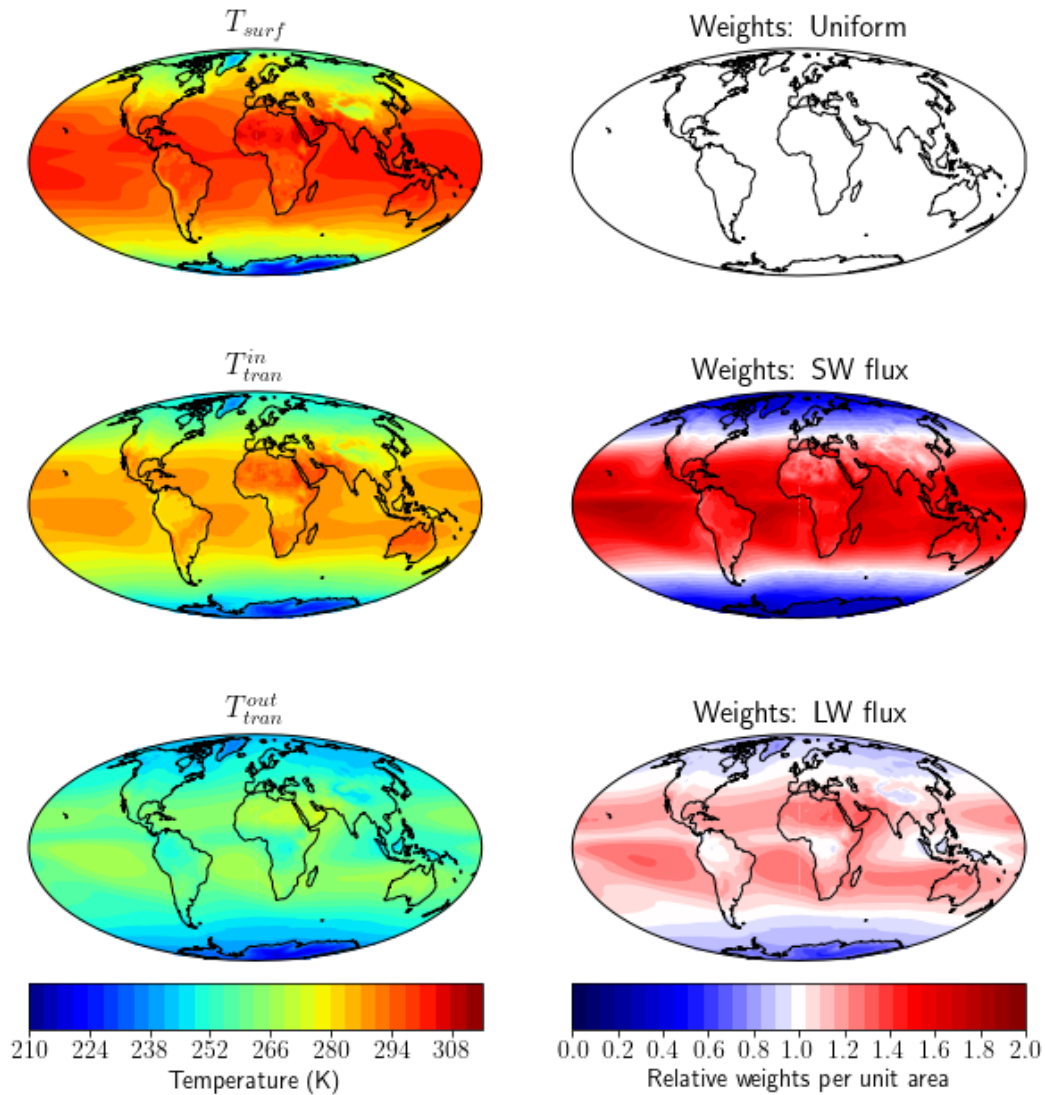 T_surf
Weights: Uniform
T_tran^in
Weights: SW flux
T_tran^out
Weights: LW flux
210 224 238 252 266 280 294 308
Temperature (K)
0.0 0.2 0.4 0.6 0.8 1.0 1.2 1.4 1.6 1.8 2.0
Relative weights per unit area